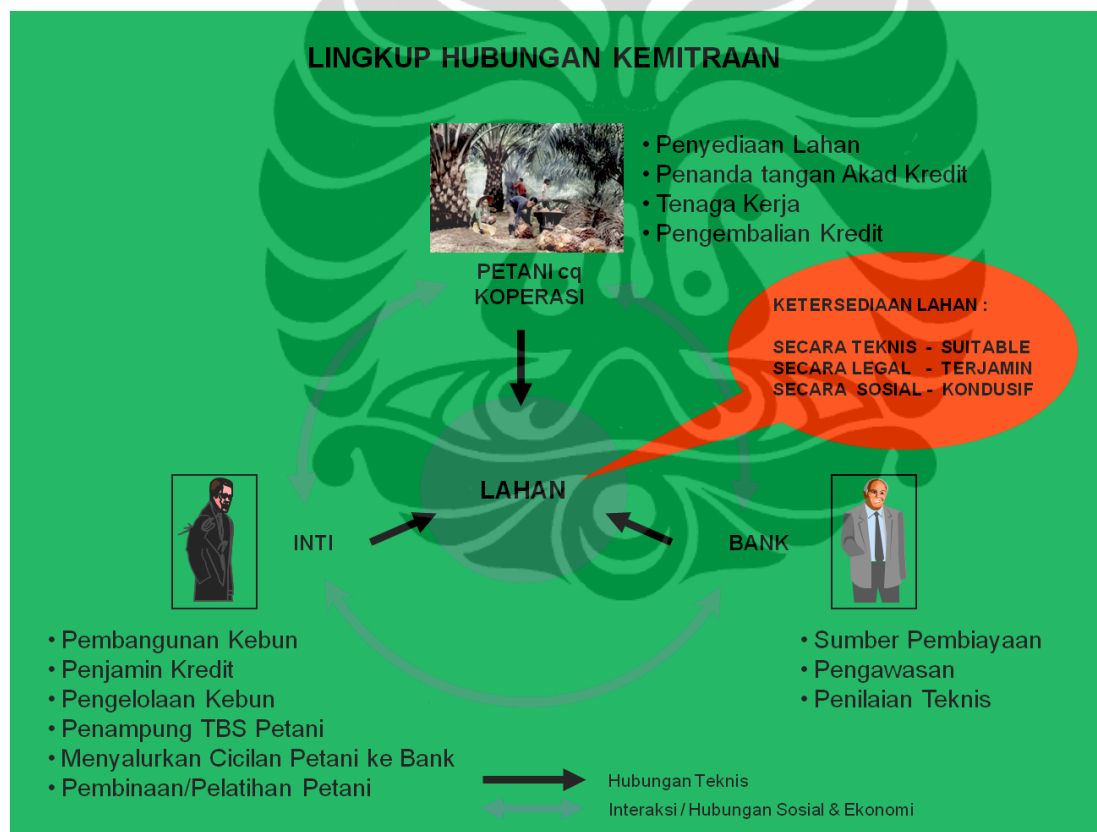 LINGKUP HUBUNGAN KEMITRAAN
• Penyediaan Lahan
• Penanda tangan Akad Kredit
• Tenaga Kerja
• Pengembalian Kredit
PETANI cq
KOPERASI
KETERSEDIAAN LAHAN :
SECARA TEKNIS - SUITABLE
SECARA LEGAL - TERJAMIN
SECARA SOSIAL - KONDUSIF
LAHAN
INTI
BANK
• Pembangunan Kebun
• Penjamin Kredit
• Pengelolaan Kebun
• Penampung TBS Petani
• Menyalurkan Cicilan Petani ke Bank
• Pembinaan/Pelatihan Petani
• Sumber Pembiayaan
• Pengawasan
• Penilaian Teknis
Hubungan Teknis
Interaksi / Hubungan Sosial & Ekonomi